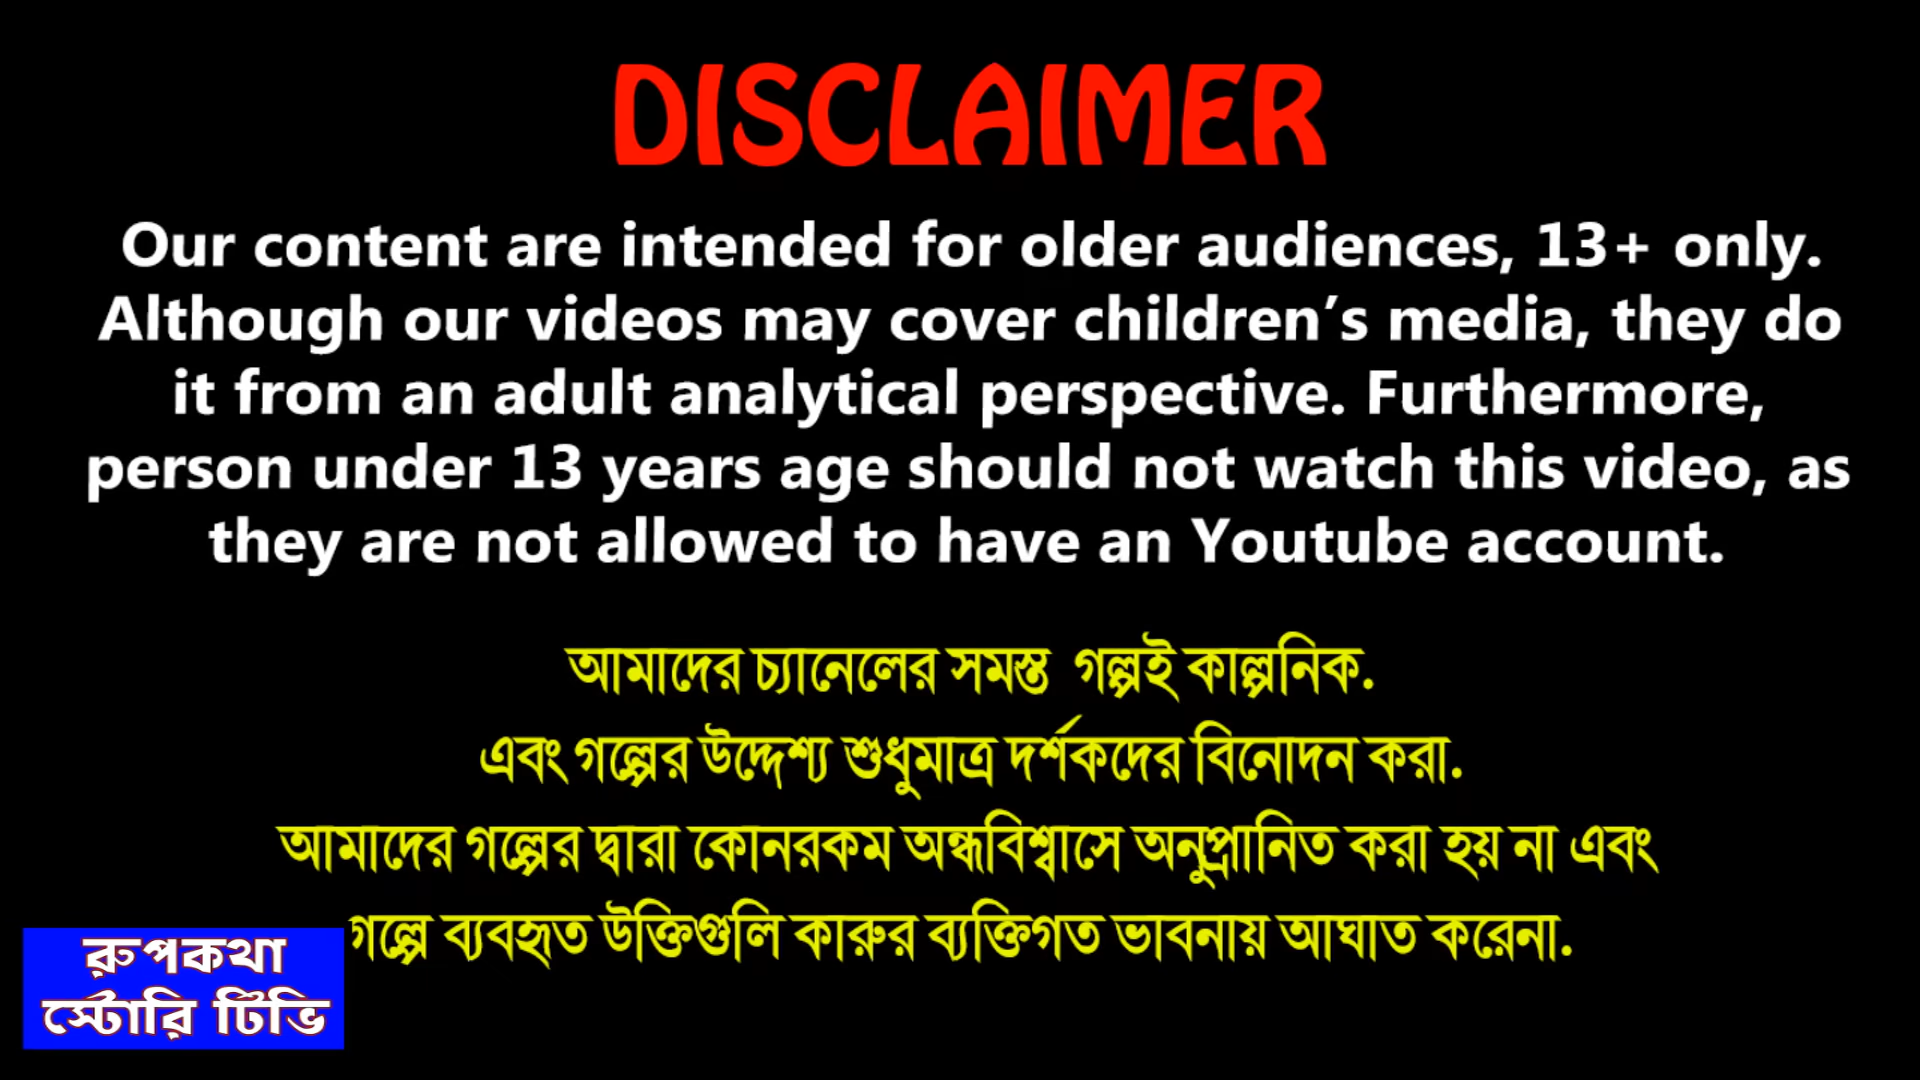 DISCLAIMER
Our content are intended for older audiences, 13+ only.
Although our videos may cover children’s media, they do
it from an adult analytical perspective. Furthermore,
person under 13 years age should not watch this video, as
they are not allowed to have an Youtube account.
আমাদের চ্যানেলের সমস্ত গল্পই কাল্পনিক.
এবং গল্পের উদ্দেশ্য শুধুমাত্র দর্শকদের বিনোদন করা.
আমাদের গল্পের দ্বারা কোনরকম অন্ধবিশ্বাসে অনুপ্রানিত করা হয় না এবং
গল্পে ব্যবহৃত উক্তিগুলি কারুর ব্যক্তিগত ভাবনায় আঘাত করেনা.
রুপকথা
স্টোরি টিভি